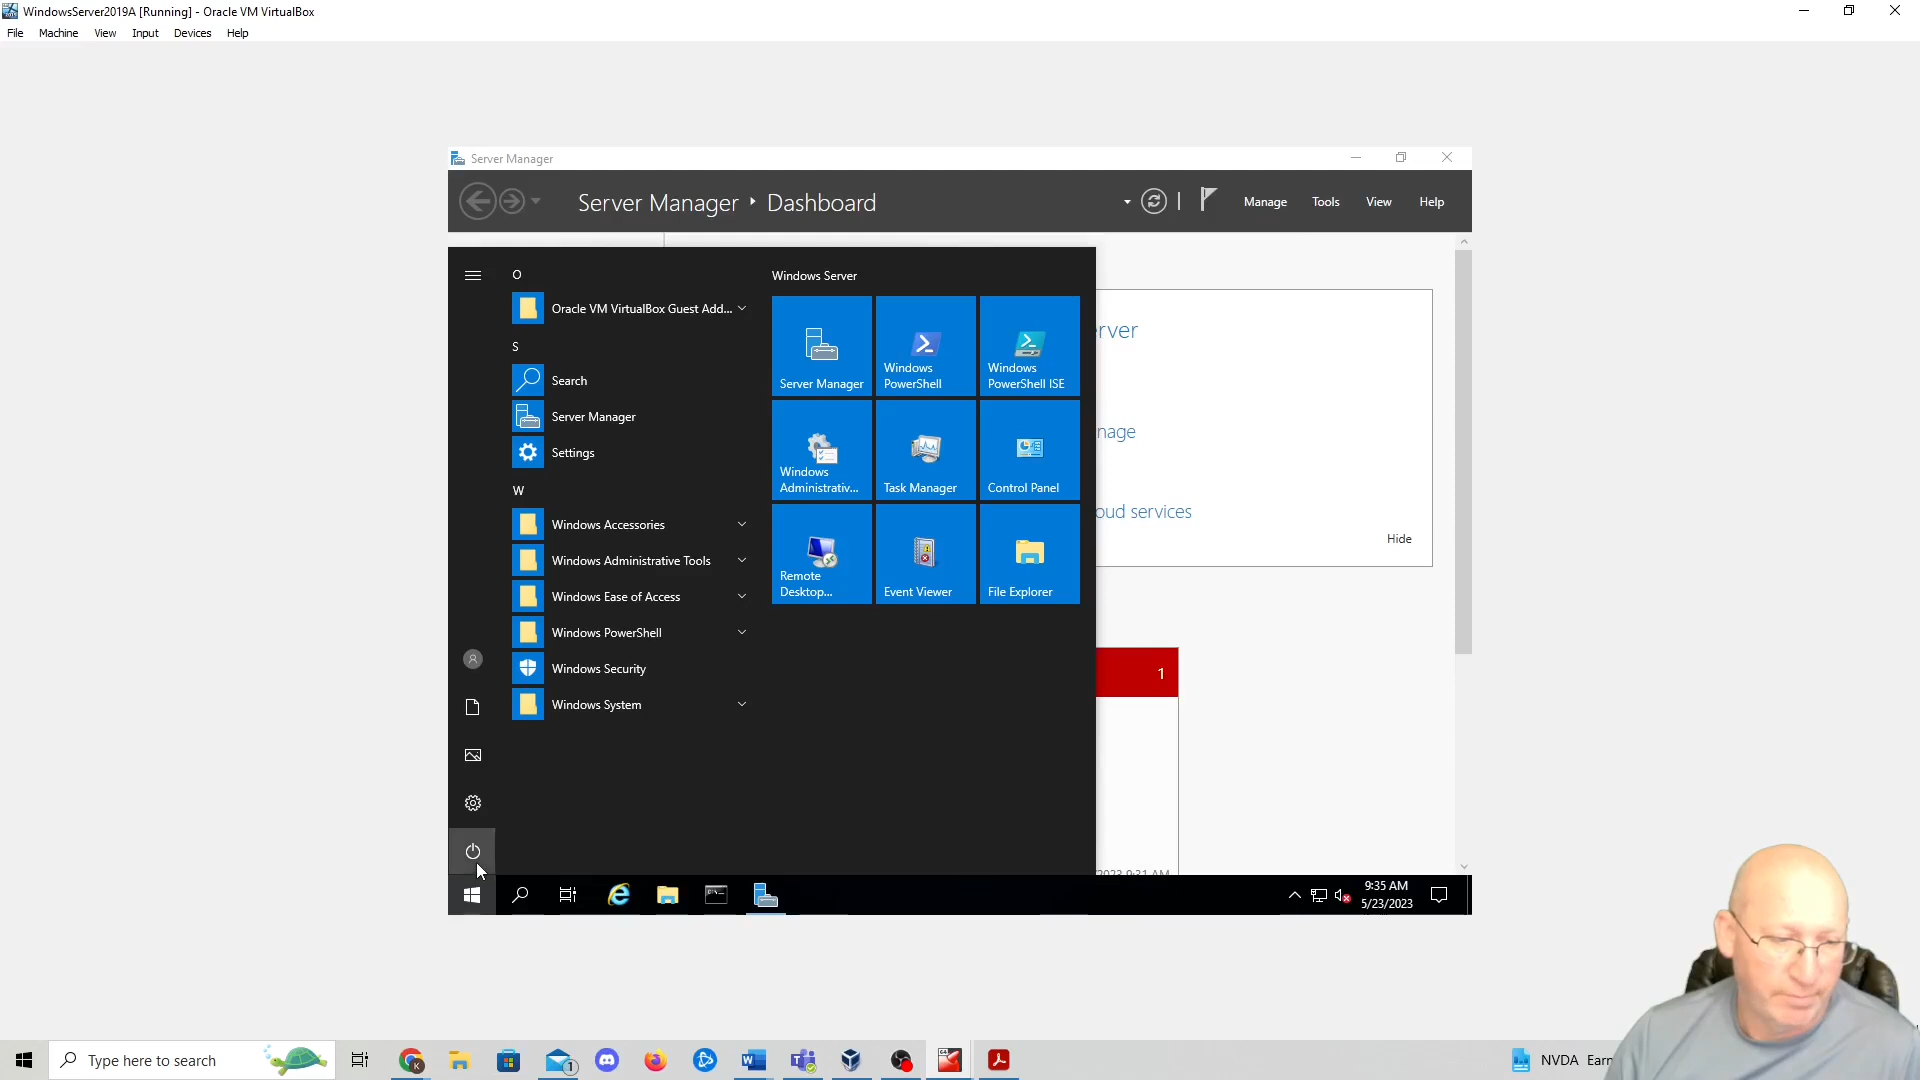 WindowsServer2019A [Running] - Oracle VM VirtualBox
File Machine View Input Devices Help
Server Manager
Server Manager Dashboard
Manage Tools View Help
O
Oracle VM VirtualBox Guest Add...
S
Search
Server Manager
Settings
W
Windows Accessories
Windows Administrative Tools
Windows Ease of Access
Windows PowerShell
Windows Security
Windows System
Windows Server
Server Manager
Windows PowerShell
Windows PowerShell ISE
Windows Administrativ...
Task Manager
Control Panel
Remote Desktop...
Event Viewer
File Explorer
rver
nage
oud services
Hide
1
9:35 AM
5/23/2023
Type here to search
1
NVDA Earn